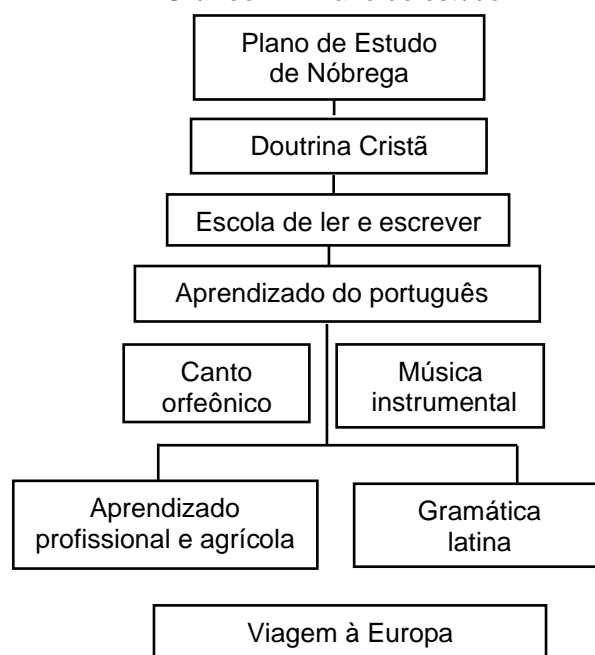 Plano de Estudo
de Nóbrega
Doutrina Cristã
Escola de ler e escrever
Aprendizado do português
Canto
orfeônico
Música
instrumental
Aprendizado
profissional e agrícola
Gramática
latina
Viagem à Europa